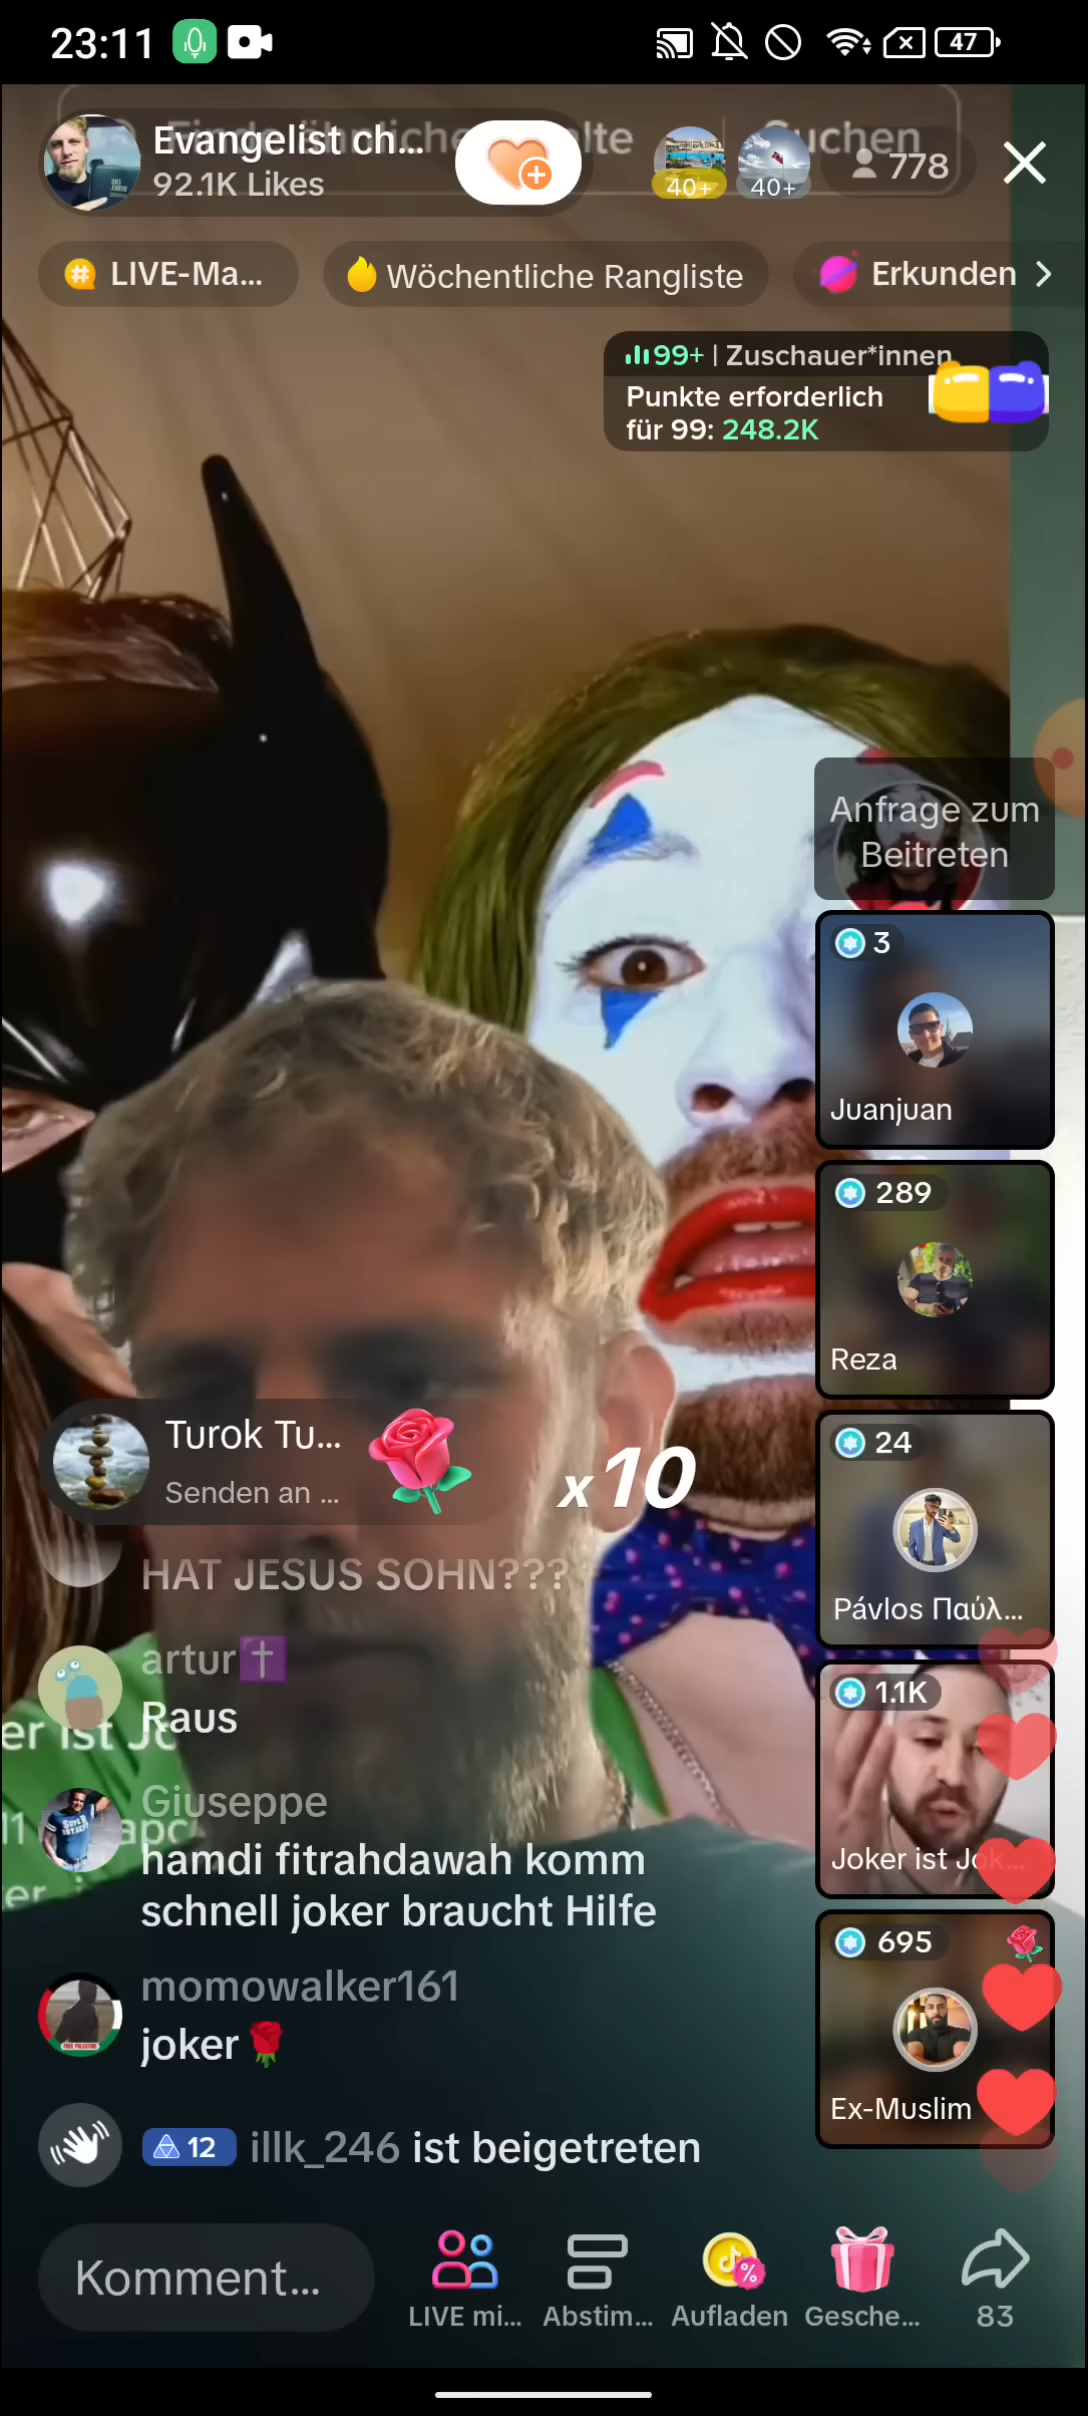 23:11
47
Evangelist ch...
92.1K Likes
40+
40+
778
LIVE-Ma...
Wöchentliche Rangliste
Erkunden
99+ | Zuschauer*innen
Punkte erforderlich
für 99: 248.2K
Anfrage zum
Beitreten
3
Juanjuan
289
Reza
24
Pávlos Παύλ...
1.1K
Joker ist Jok...
695
Ex-Muslim
Turok Tu...
Senden an ...
x10
HAT JESUS SOHN???
artur
Raus
Giuseppe
hamdi fitrahdawah komm
schnell joker braucht Hilfe
momowalker161
joker
12 illk_246 ist beigetreten
Komment...
LIVE mi...
Abstim...
Aufladen
Gesche...
83